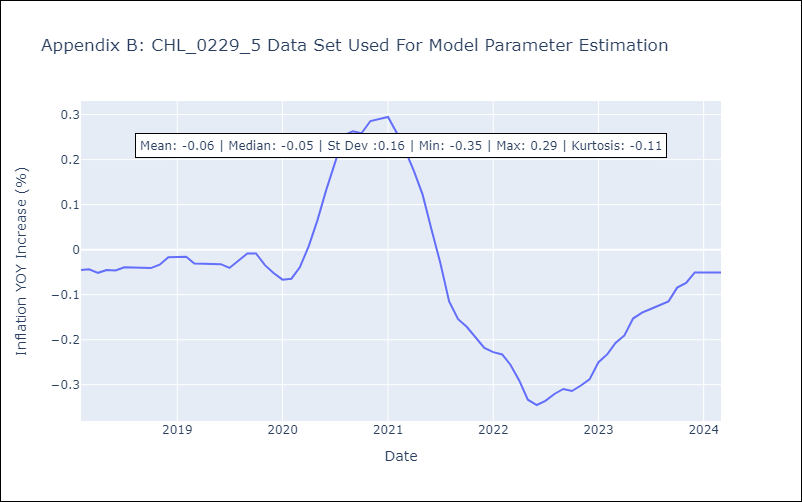 Appendix B: CHL_0229_5 Data Set Used For Model Parameter Estimation
0.3
Mean: -0.06 | Median: -0.05 | St Dev :0.16 | Min: -0.35 | Max: 0.29 | Kurtosis: -0.11
0.2
0.1
0
−0.1
−0.2
−0.3
Inflation YOY Increase (%)
2019 2020 2021 2022 2023 2024
Date